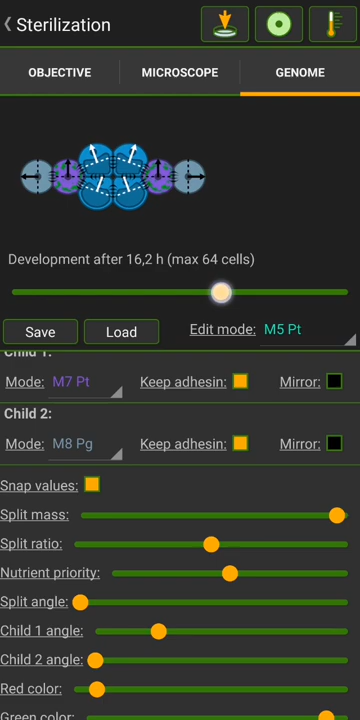 Sterilization
OBJECTIVE
MICROSCOPE
GENOME
Development after 16,2 h (max 64 cells)
Save
Load
Edit mode: M5 Pt
Child 1:
Mode: M7 Pt Keep adhesin: Mirror:
Child 2:
Mode: M8 Pg Keep adhesin: Mirror:
Snap values:
Split mass:
Split ratio:
Nutrient priority:
Split angle:
Child 1 angle:
Child 2 angle:
Red color:
Green color: